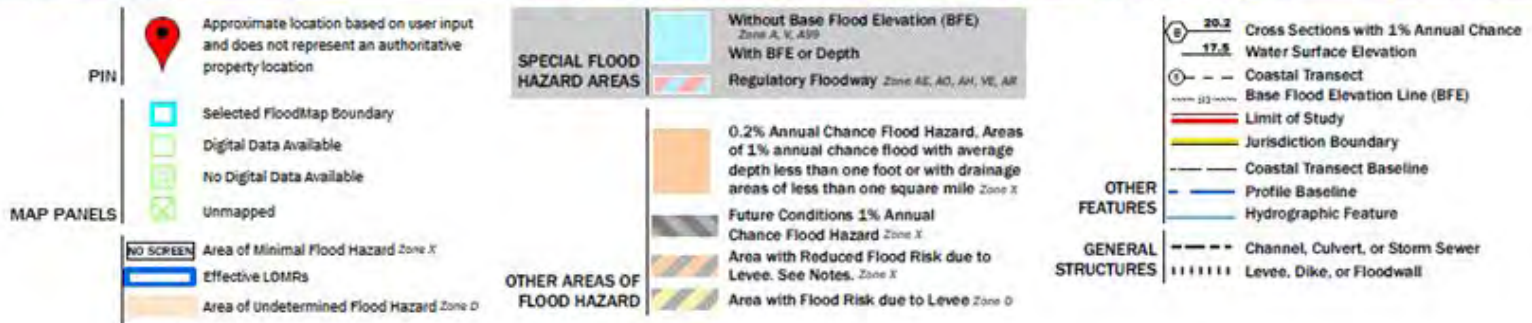 PIN
Approximate location based on user input
and does not represent an authoritative
property location
MAP PANELS
Selected FloodMap Boundary
Digital Data Available
No Digital Data Available
Unmapped
NO SCREEN Area of Minimal Flood Hazard Zone X
Effective LOMRs
Area of Undetermined Flood Hazard Zone D
SPECIAL FLOOD
HAZARD AREAS
Without Base Flood Elevation (BFE)
Zone A, V, A99
With BFE or Depth
Regulatory Floodway Zone AE, AO, AH, VE, AR
OTHER AREAS OF
FLOOD HAZARD
0.2% Annual Chance Flood Hazard, Areas
of 1% annual chance flood with average
depth less than one foot or with drainage
areas of less than one square mile Zone X
Future Conditions 1% Annual
Chance Flood Hazard Zone X
Area with Reduced Flood Risk due to
Levee. See Notes. Zone X
Area with Flood Risk due to Levee Zone D
OTHER
FEATURES
20.2 Cross Sections with 1% Annual Chance
17.5 Water Surface Elevation
Coastal Transect
Base Flood Elevation Line (BFE)
Limit of Study
Jurisdiction Boundary
Coastal Transect Baseline
Profile Baseline
Hydrographic Feature
GENERAL
STRUCTURES
Channel, Culvert, or Storm Sewer
Levee, Dike, or Floodwall